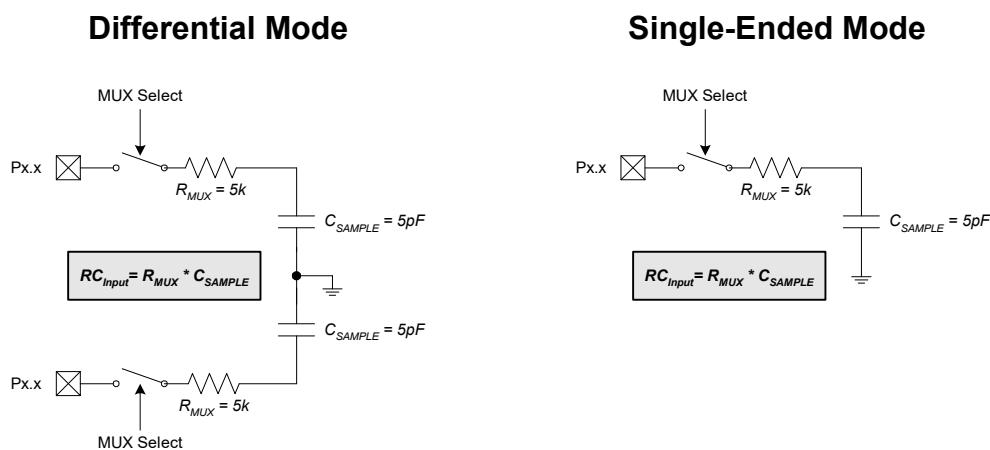 Differential Mode
MUX Select
Px.x
R_MUX = 5k
C_SAMPLE = 5pF
RC_Input= R_MUX * C_SAMPLE
C_SAMPLE = 5pF
Px.x
R_MUX = 5k
MUX Select
Single-Ended Mode
MUX Select
Px.x
R_MUX = 5k
C_SAMPLE = 5pF
RC_Input= R_MUX * C_SAMPLE